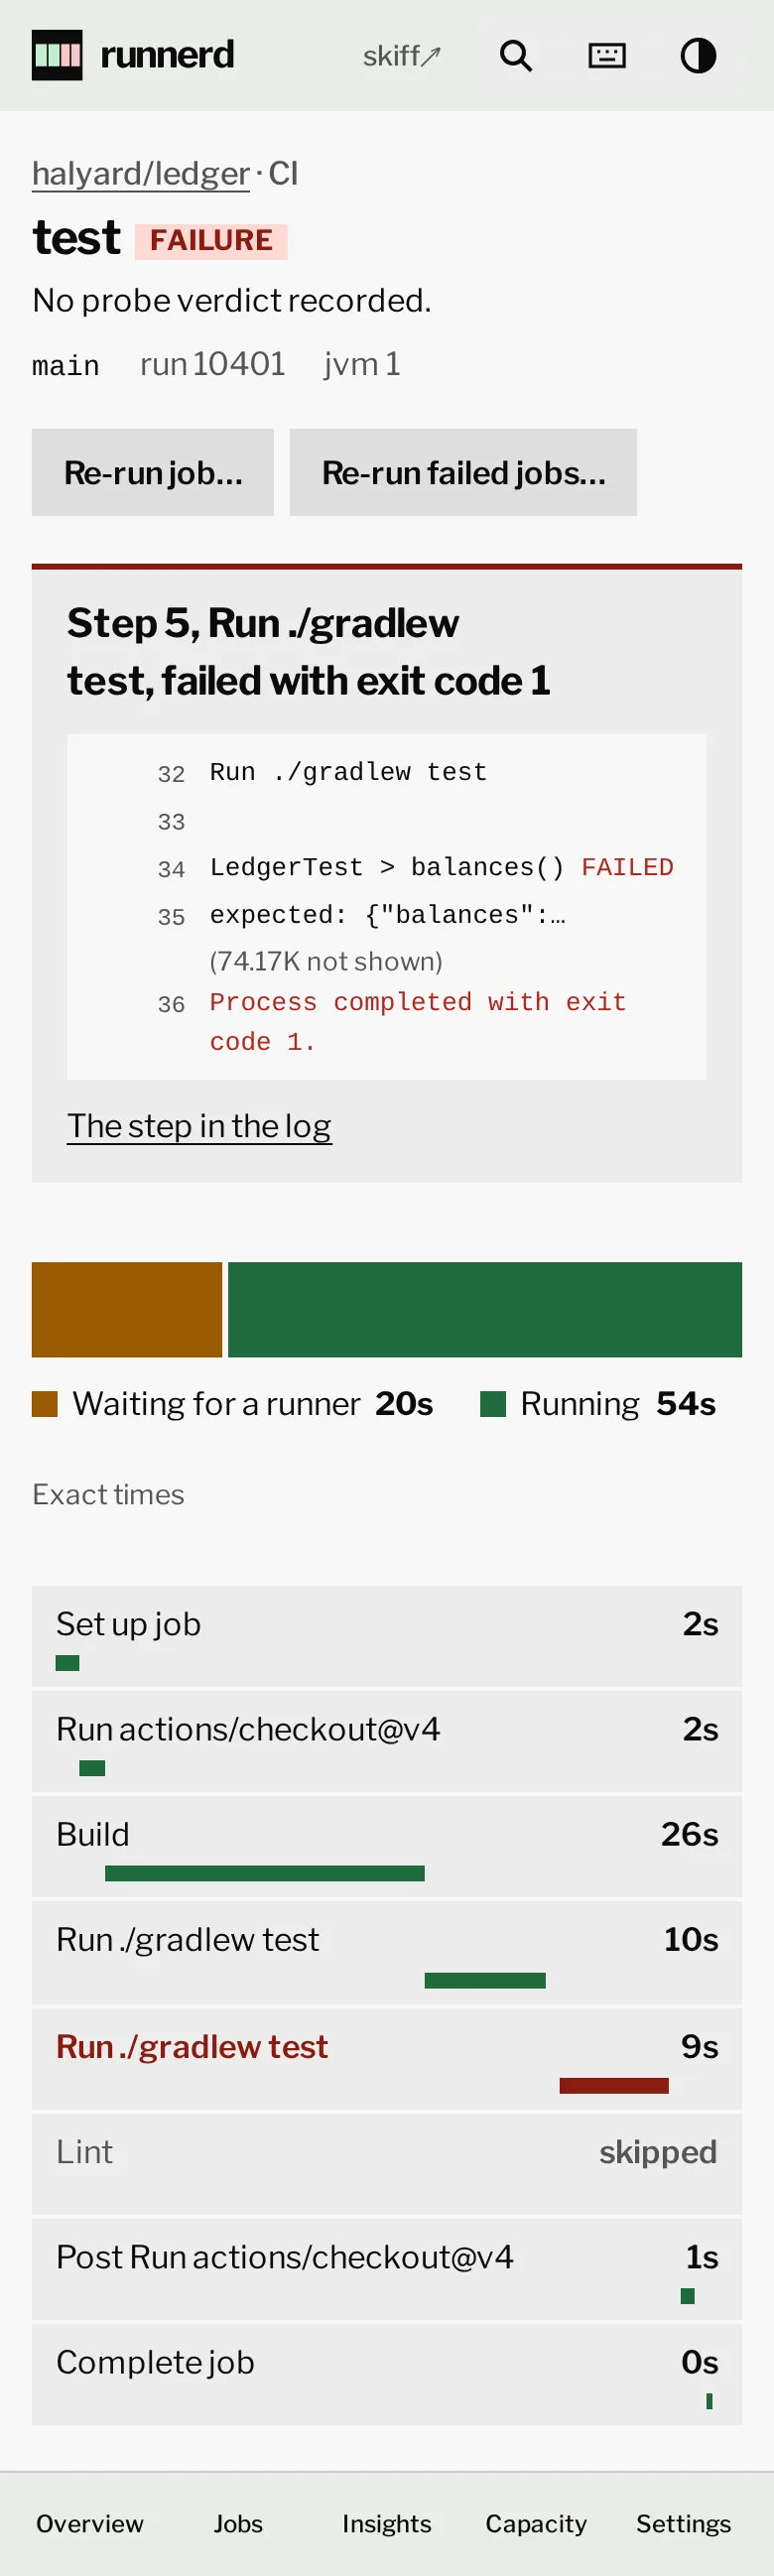 runnerd skiff↗
halyard/ledger · CI
test FAILURE
No probe verdict recorded.
main run 10401 jvm 1
Re-run job… Re-run failed jobs…
Step 5, Run ./gradlew
test, failed with exit code 1
32 Run ./gradlew test
33
34 LedgerTest > balances() FAILED
35 expected: {"balances":…
(74.17K not shown)
36 Process completed with exit
code 1.
The step in the log
Waiting for a runner 20s Running 54s
Exact times
Set up job 2s
Run actions/checkout@v4 2s
Build 26s
Run ./gradlew test 10s
Run ./gradlew test 9s
Lint skipped
Post Run actions/checkout@v4 1s
Complete job 0s
Overview Jobs Insights Capacity Settings